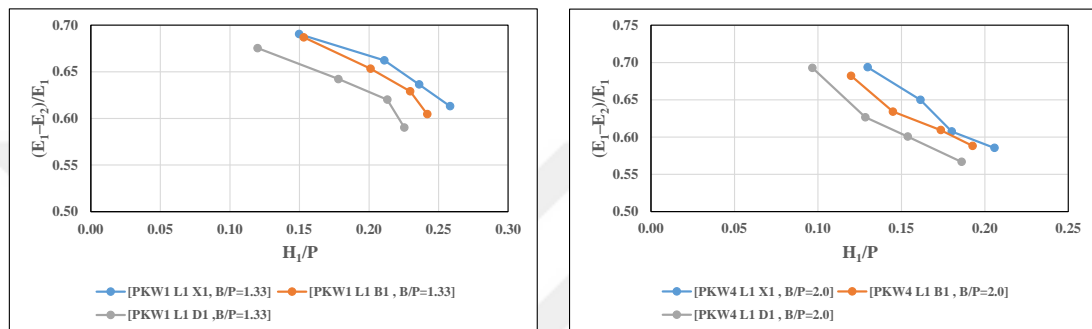 (E₁–E₂)/E₁
0.70
0.65
0.60
0.55
0.50
0.00 0.05 0.10 0.15 0.20 0.25 0.30
H₁/P
[PKW1 L1 X1, B/P=1.33] [PKW1 L1 B1 , B/P=1.33]
[PKW1 L1 D1 ,B/P=1.33]
(E₁–E₂)/E₁
0.75
0.70
0.65
0.60
0.55
0.50
0.00 0.05 0.10 0.15 0.20 0.25
H₁/P
[PKW4 L1 X1 , B/P=2.0] [PKW4 L1 B1 , B/P=2.0]
[PKW4 L1 D1 , B/P=2.0]